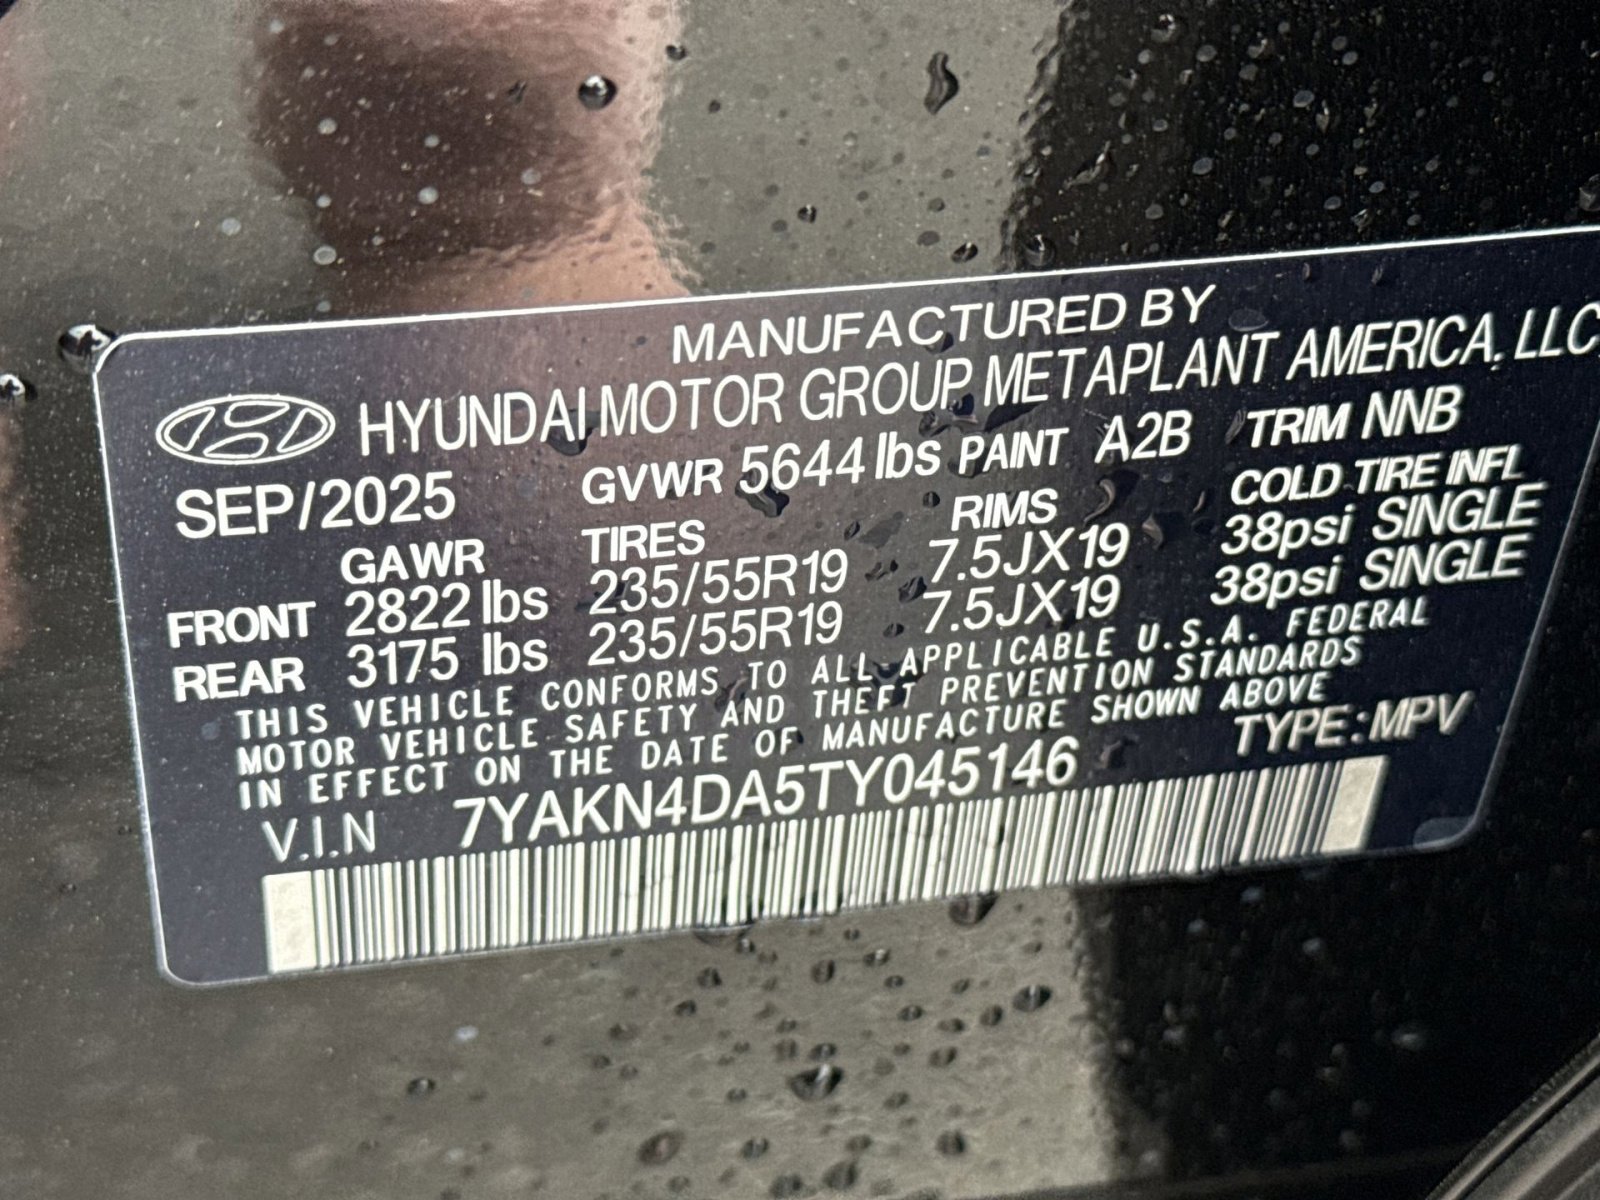 MANUFACTURED BY
HYUNDAI MOTOR GROUP METAPLANT AMERICA, LLC
SEP/2025 GVWR 5644 lbs PAINT A2B TRIM NNB
GAWR TIRES RIMS COLD TIRE INFL
FRONT 2822 lbs 235/55R19 7.5JX19 38psi SINGLE
REAR 3175 lbs 235/55R19 7.5JX19 38psi SINGLE
THIS VEHICLE CONFORMS TO ALL APPLICABLE U.S.A. FEDERAL
MOTOR VEHICLE SAFETY AND THEFT PREVENTION STANDARDS
IN EFFECT ON THE DATE OF MANUFACTURE SHOWN ABOVE
V.I.N 7YAKN4DA5TY045146 TYPE:MPV